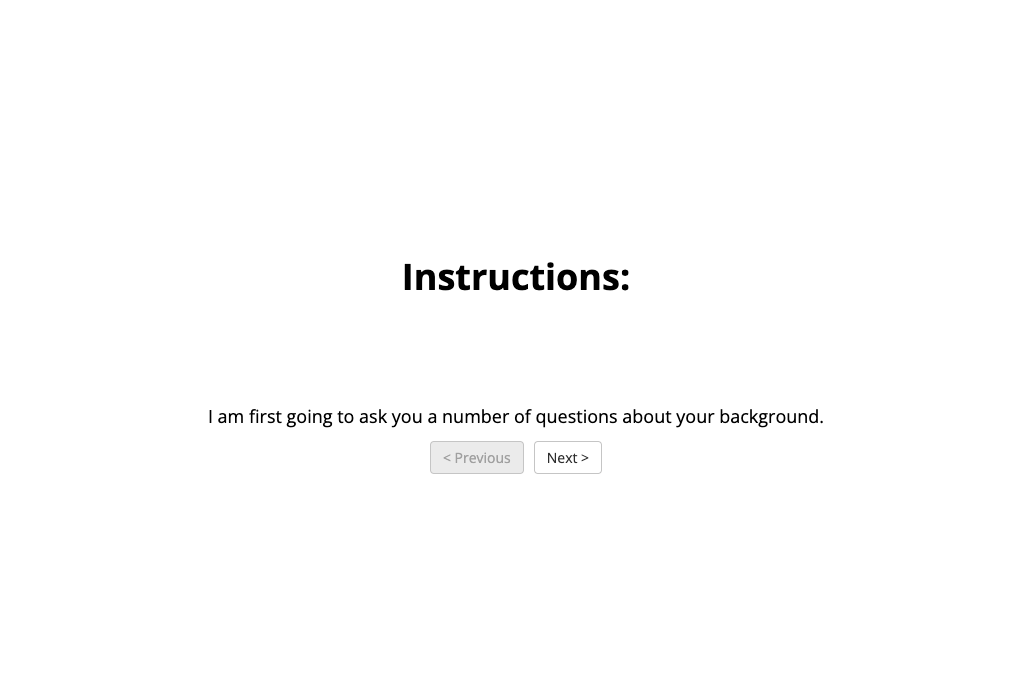 Instructions:
I am first going to ask you a number of questions about your background.
< Previous Next >